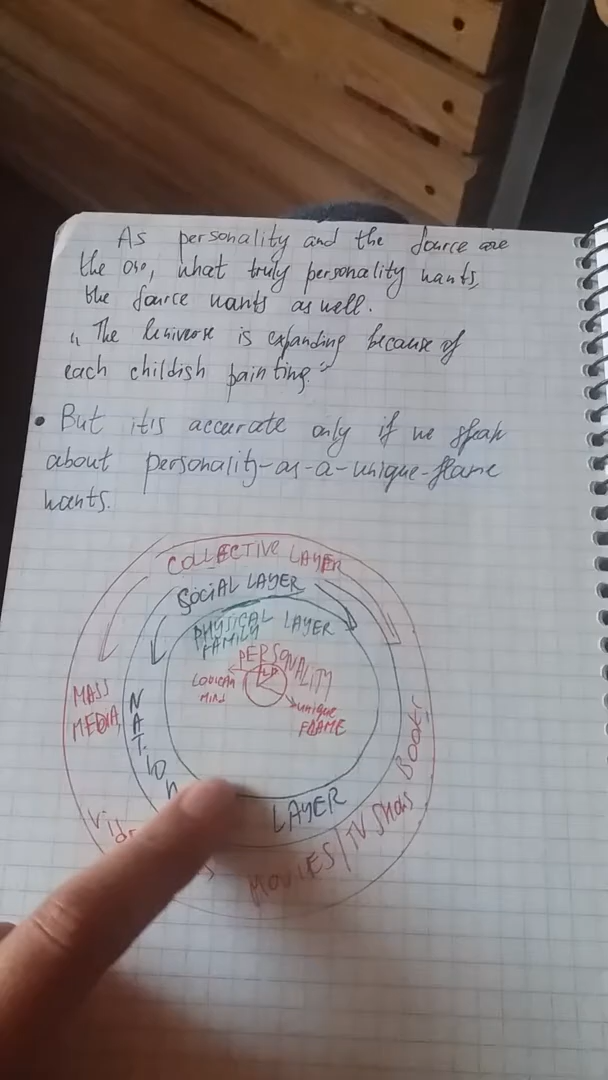 As personality and the source are
the one, what truly personality wants,
the source wants as well.
"The Universe is expanding because of
each childish painting."
• But it is accurate only if we speak
about personality-as-a-unique-flame
wants.
COLLECTIVE LAYER
SOCIAL LAYER
PHYSICAL LAYER
FAMILY
PERSONALITY
LOGICAL
MIND
UNIQUE
FLAME
MASS
MEDIA
NATION
LAYER
BOOKS
MOVIES/TV SHOWS